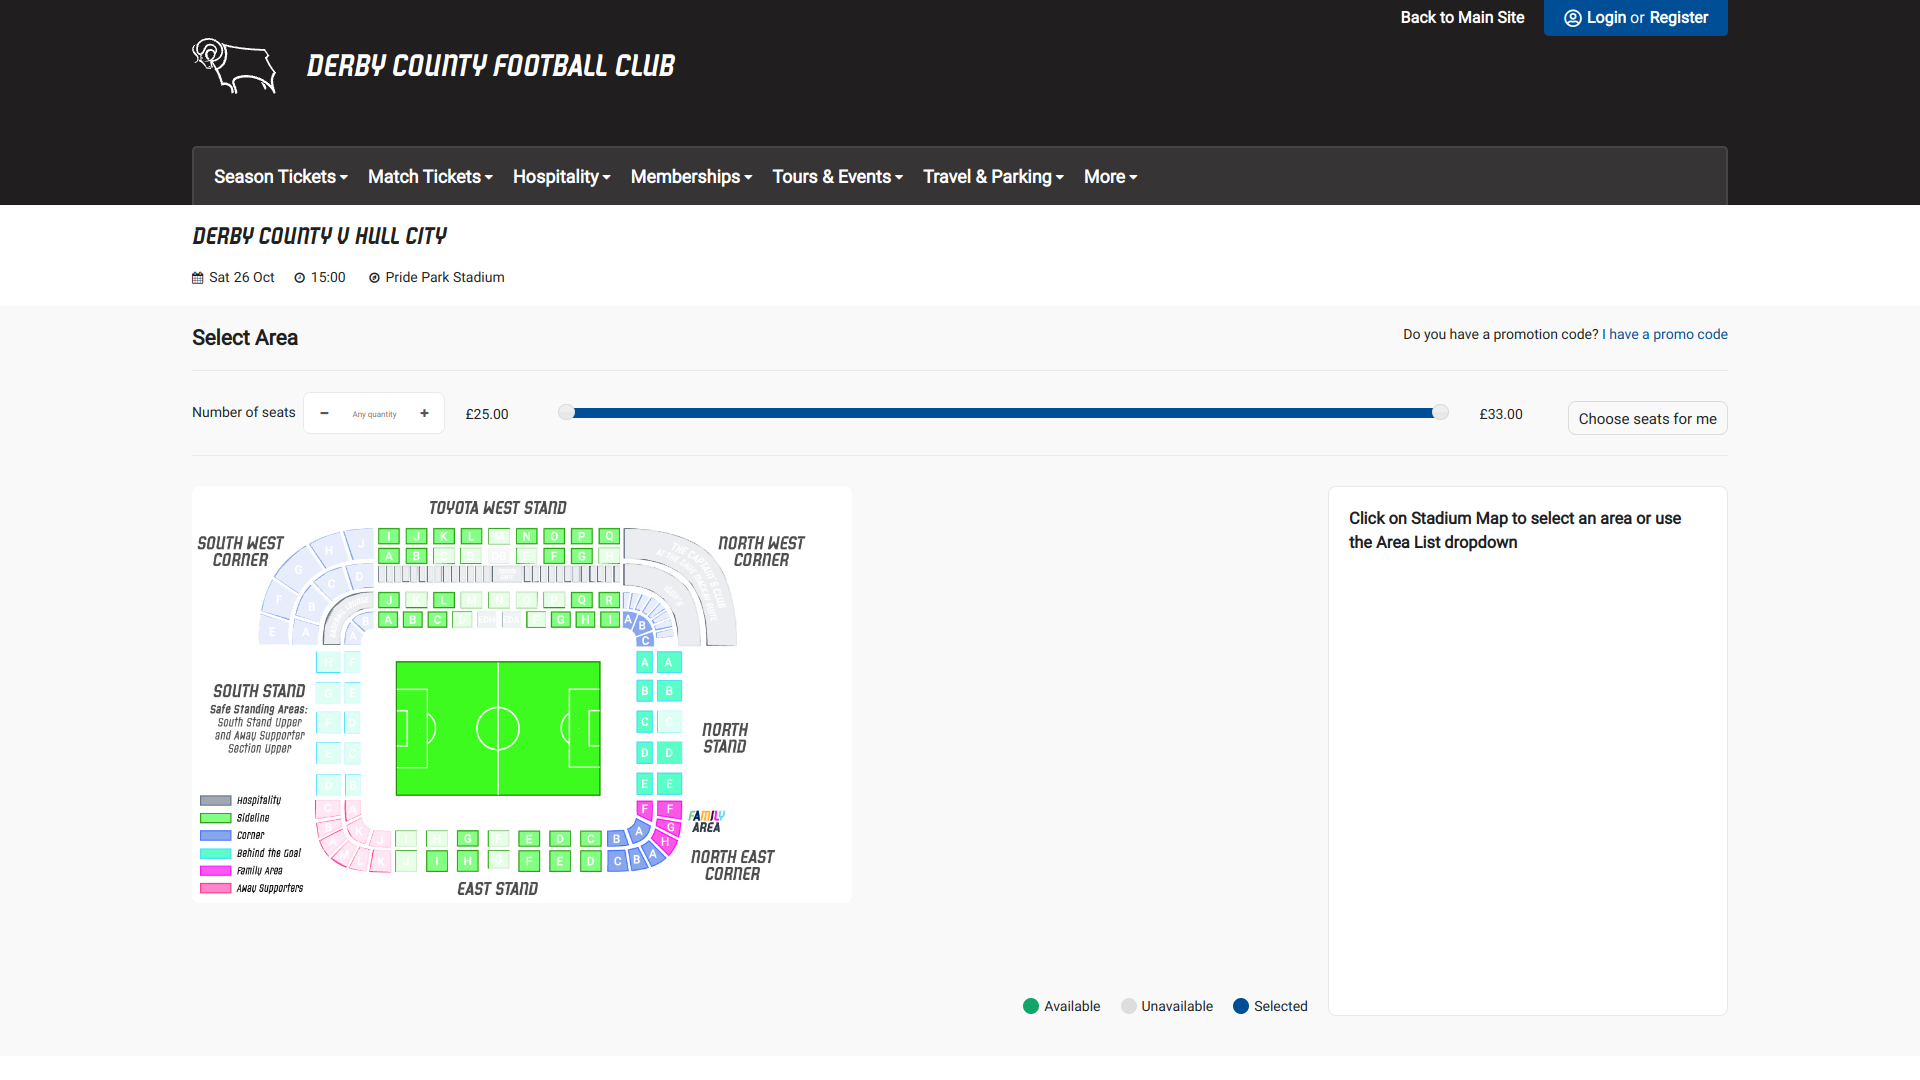 Back to Main Site
Login or Register
DERBY COUNTY FOOTBALL CLUB
Season Tickets
Match Tickets
Hospitality
Memberships
Tours & Events
Travel & Parking
More
DERBY COUNTY V HULL CITY
Sat 26 Oct
15:00
Pride Park Stadium
Select Area
Do you have a promotion code? I have a promo code
Number of seats
− Any quantity +
£25.00
£33.00
Choose seats for me
TOYOTA WEST STAND
SOUTH WEST
CORNER
NORTH WEST
CORNER
I J K L M N O P Q
A B C D E F G H
THE CAPTAIN'S CLUB
J K L M N O P Q R
A B C D EDH EDA F G H I
J
H
G
F
E
D
C
B
A
B
A
A
B
C
H F
G E
F D
E C
D B
A A
B B
C C
D D
E E
F F
G
H
SOUTH STAND
Safe Standing Areas:
South Stand Upper
and Away Supporter
Section Upper
NORTH
STAND
Hospitality
Sideline
Corner
Behind the Goal
Family Area
Away Supporters
C A
B
A
M
L
K
K
J
H G F E D C B A
J I H G F E D C B A
FAMILY
AREA
NORTH EAST
CORNER
EAST STAND
Click on Stadium Map to select an area or use
the Area List dropdown
Available
Unavailable
Selected